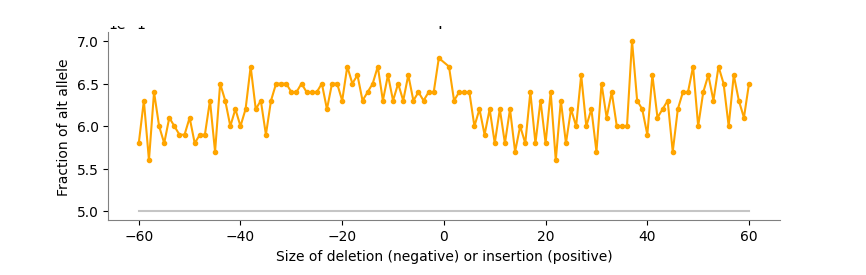 7.0
6.5
6.0
5.5
5.0
Fraction of alt allele
−60 −40 −20 0 20 40 60
Size of deletion (negative) or insertion (positive)